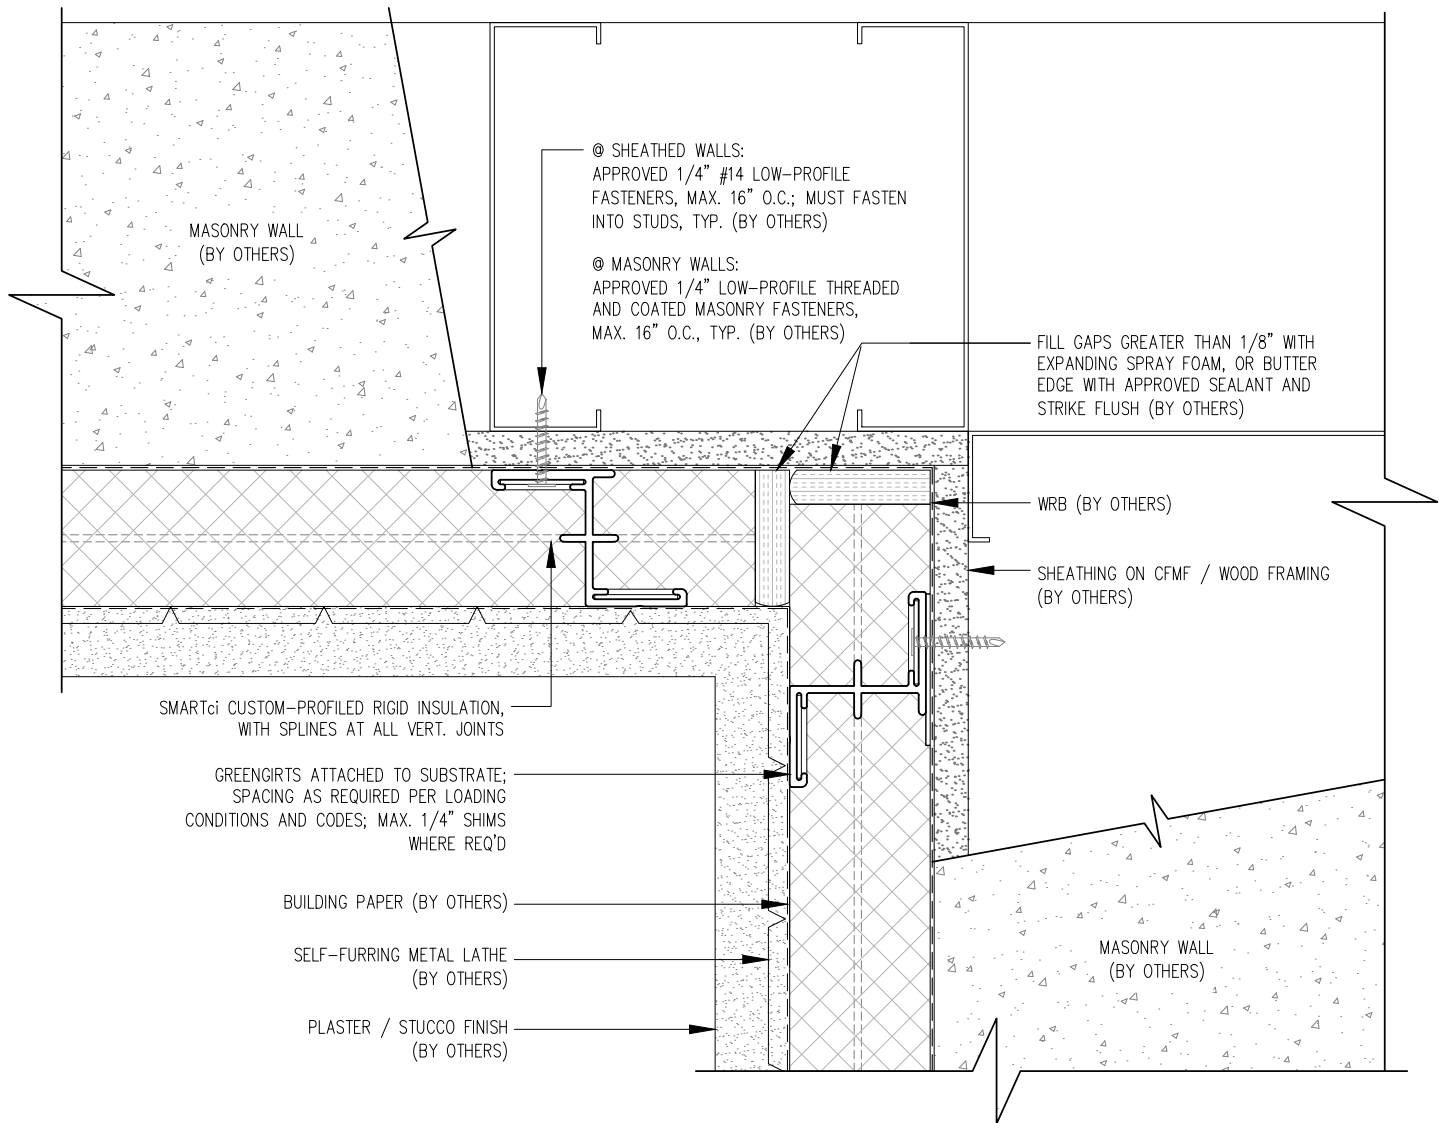 @ SHEATHED WALLS:
APPROVED 1/4" #14 LOW-PROFILE
FASTENERS, MAX. 16" O.C.; MUST FASTEN
INTO STUDS, TYP. (BY OTHERS)
MASONRY WALL
(BY OTHERS)
@ MASONRY WALLS:
APPROVED 1/4" LOW-PROFILE THREADED
AND COATED MASONRY FASTENERS,
MAX. 16" O.C., TYP. (BY OTHERS)
FILL GAPS GREATER THAN 1/8" WITH
EXPANDING SPRAY FOAM, OR BUTTER
EDGE WITH APPROVED SEALANT AND
STRIKE FLUSH (BY OTHERS)
WRB (BY OTHERS)
SHEATHING ON CFMF / WOOD FRAMING
(BY OTHERS)
SMARTci CUSTOM-PROFILED RIGID INSULATION,
WITH SPLINES AT ALL VERT. JOINTS
GREENGIRTS ATTACHED TO SUBSTRATE;
SPACING AS REQUIRED PER LOADING
CONDITIONS AND CODES; MAX. 1/4" SHIMS
WHERE REQ'D
BUILDING PAPER (BY OTHERS)
SELF-FURRING METAL LATHE
(BY OTHERS)
MASONRY WALL
(BY OTHERS)
PLASTER / STUCCO FINISH
(BY OTHERS)